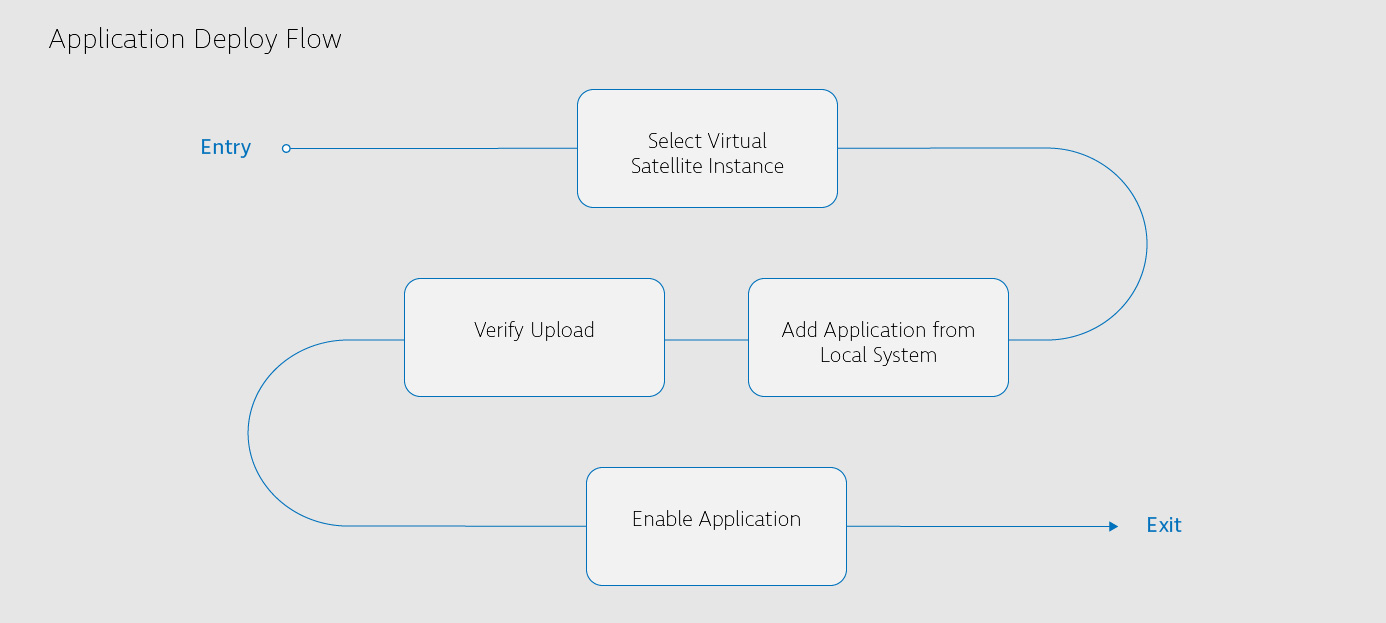 Application Deploy Flow
Entry
Select Virtual
Satellite Instance
Verify Upload
Add Application from
Local System
Enable Application
Exit